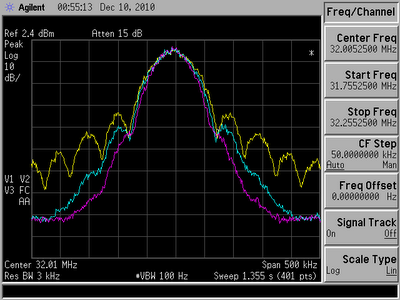 Agilent 00:55:13 Dec 10, 2010
Freq/Channel
Ref 2.4 dBm Atten 15 dB
Peak
Log
10
dB/
*
V1 V2
V3 FC
AA
Center 32.01 MHz Span 500 kHz
Res BW 3 kHz *VBW 100 Hz Sweep 1.355 s (401 pts)
Center Freq
32.0052500 MHz
Start Freq
31.7552500 MHz
Stop Freq
32.2552500 MHz
CF Step
50.0000000 kHz
Auto Man
Freq Offset
0.00000000 Hz
Signal Track
On Off
Scale Type
Log Lin